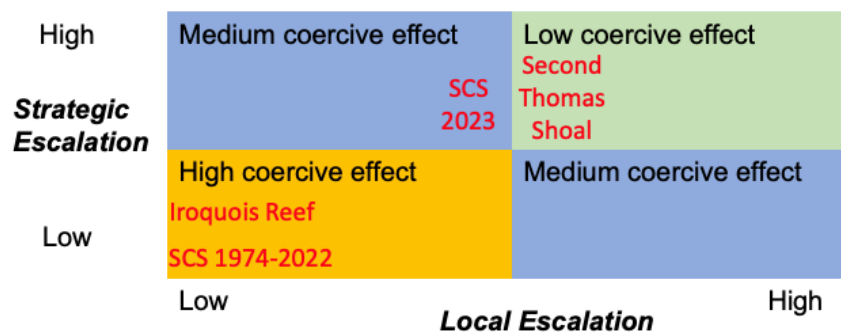 High
Medium coercive effect
Low coercive effect
Second
Thomas
Shoal
SCS
2023
Strategic
Escalation
High coercive effect
Medium coercive effect
Iroquois Reef
Low
SCS 1974-2022
Low
High
Local Escalation